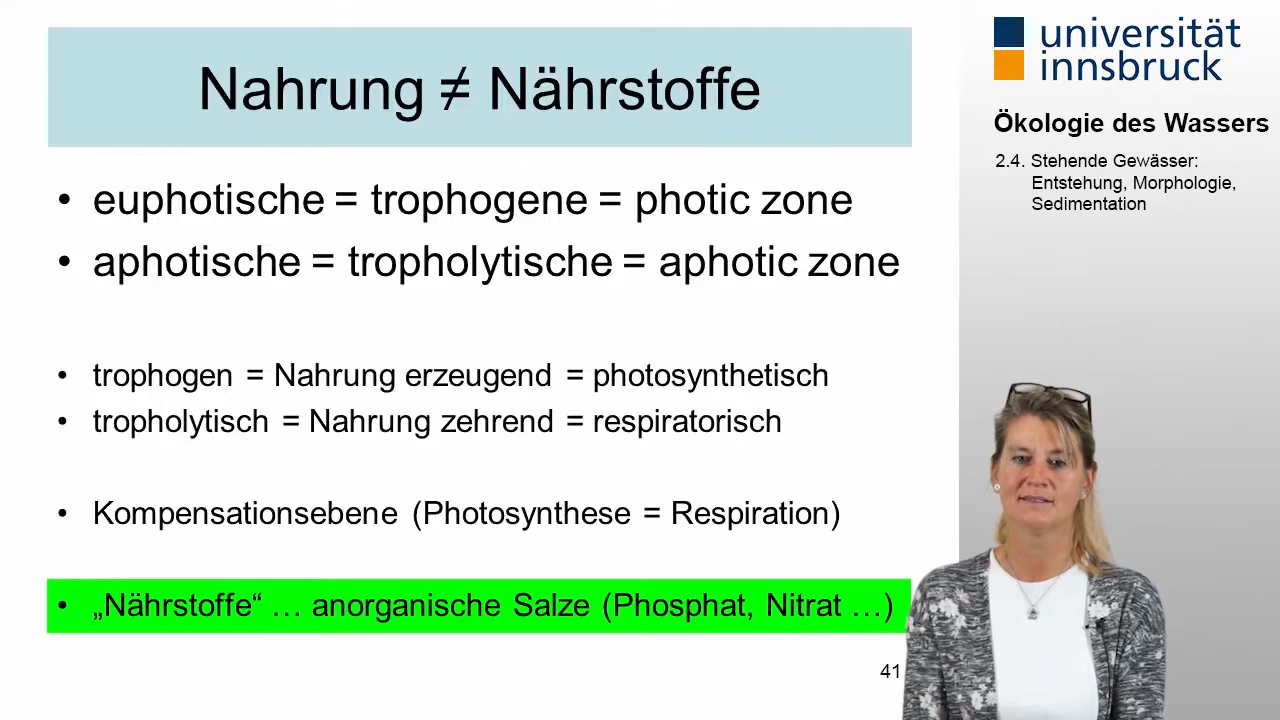 Nahrung ≠ Nährstoffe
• euphotische = trophogene = photic zone
• aphotische = tropholytische = aphotic zone
• trophogen = Nahrung erzeugend = photosynthetisch
• tropholytisch = Nahrung zehrend = respiratorisch
• Kompensationsebene (Photosynthese = Respiration)
• „Nährstoffe“ … anorganische Salze (Phosphat, Nitrat …)
41
universität
innsbruck
Ökologie des Wassers
2.4. Stehende Gewässer:
Entstehung, Morphologie,
Sedimentation